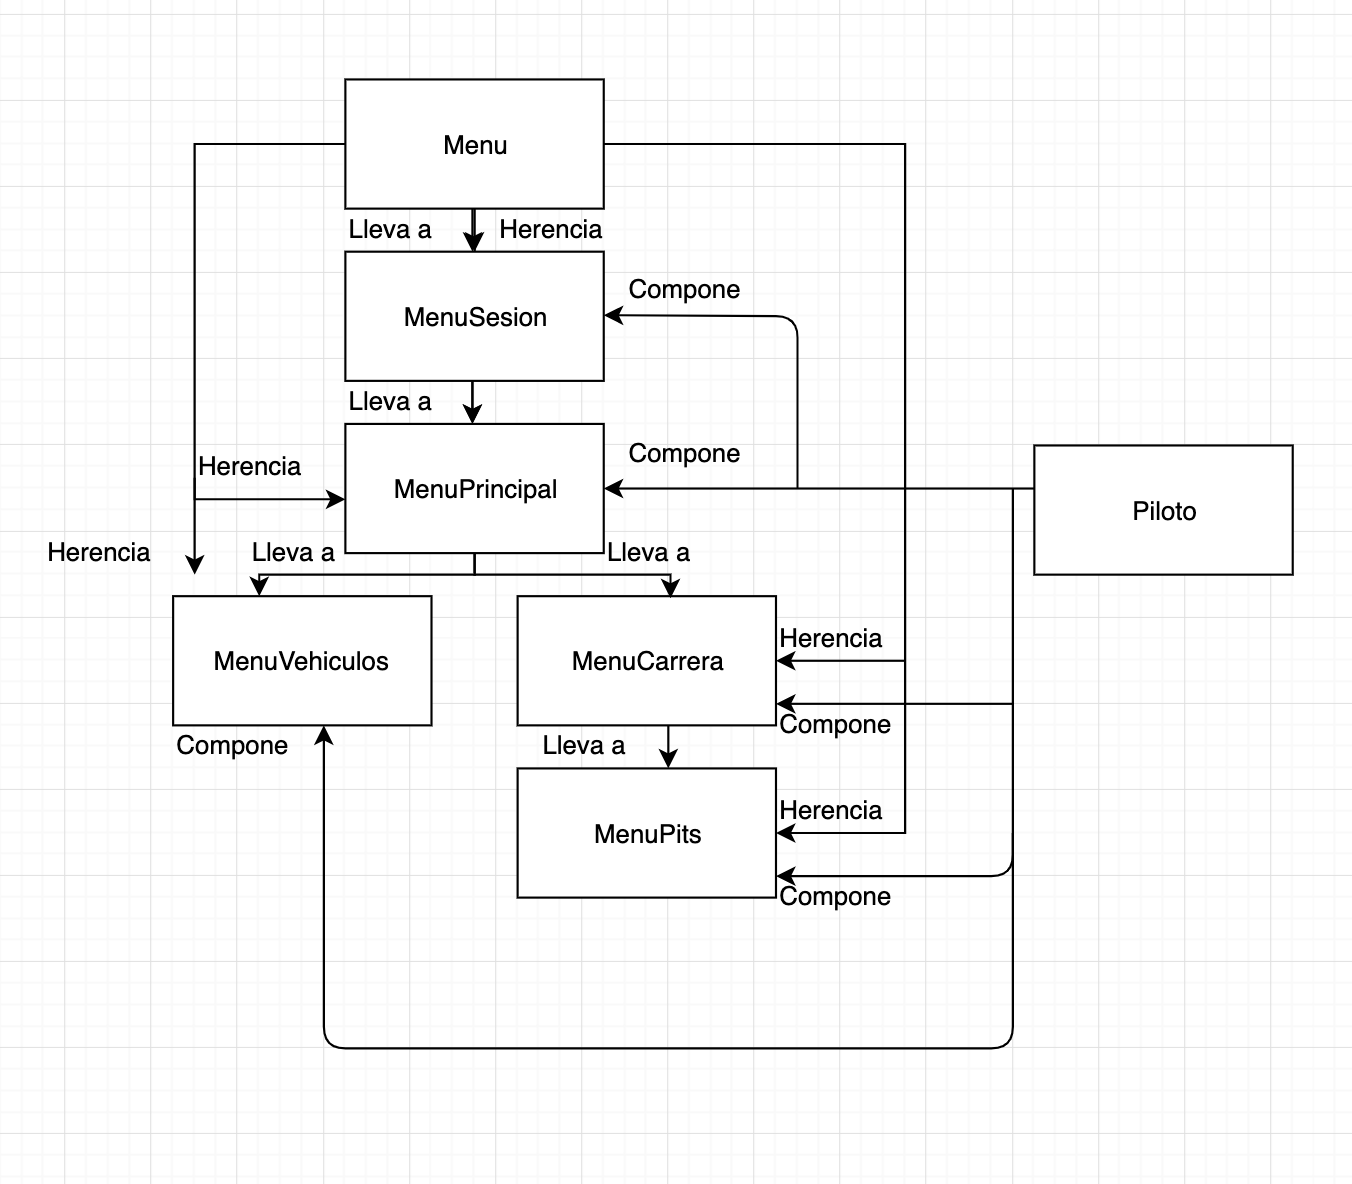 Menu
Lleva a
Herencia
MenuSesion
Compone
Lleva a
Compone
Herencia
MenuPrincipal
Piloto
Herencia
Lleva a
Lleva a
MenuVehiculos
MenuCarrera
Herencia
Compone
Compone
Lleva a
Herencia
MenuPits
Compone